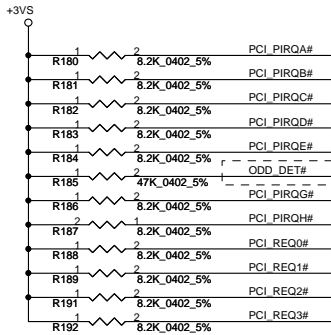 +3VS
1 2 PCI_PIRQA#
R180 8.2K_0402_5%
1 2 PCI_PIRQB#
R181 8.2K_0402_5%
1 2 PCI_PIRQC#
R182 8.2K_0402_5%
1 2 PCI_PIRQD#
R183 8.2K_0402_5%
1 2 PCI_PIRQE#
R184 8.2K_0402_5%
1 2 ODD_DET#
R185 47K_0402_5%
1 2 PCI_PIRQG#
R186 8.2K_0402_5%
2 1 PCI_PIRQH#
R187 8.2K_0402_5%
1 2 PCI_REQ0#
R188 8.2K_0402_5%
1 2 PCI_REQ1#
R189 8.2K_0402_5%
1 2 PCI_REQ2#
R191 8.2K_0402_5%
1 2 PCI_REQ3#
R192 8.2K_0402_5%